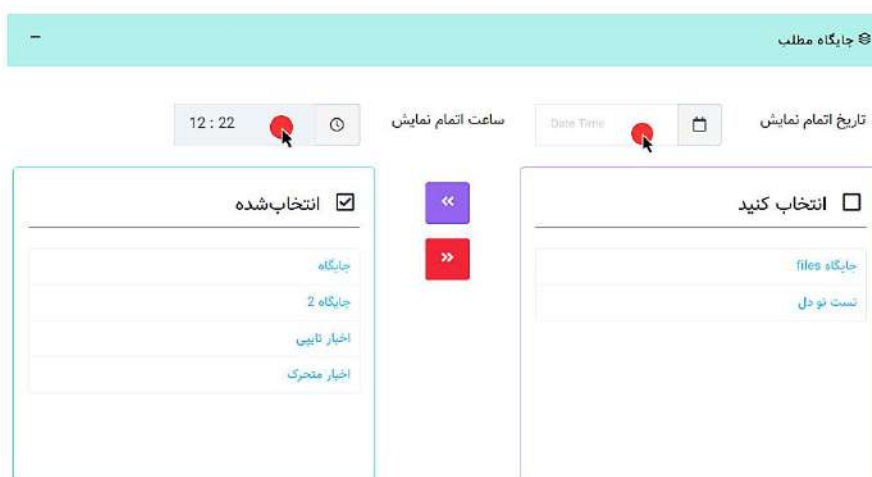 جایگاه مطلب
تاریخ اتمام نمایش
Date Time
ساعت اتمام نمایش
12 : 22
انتخاب کنید
جایگاه files
تست نو دل
انتخاب‌شده
جایگاه
جایگاه 2
اخبار تایپی
اخبار متحرک